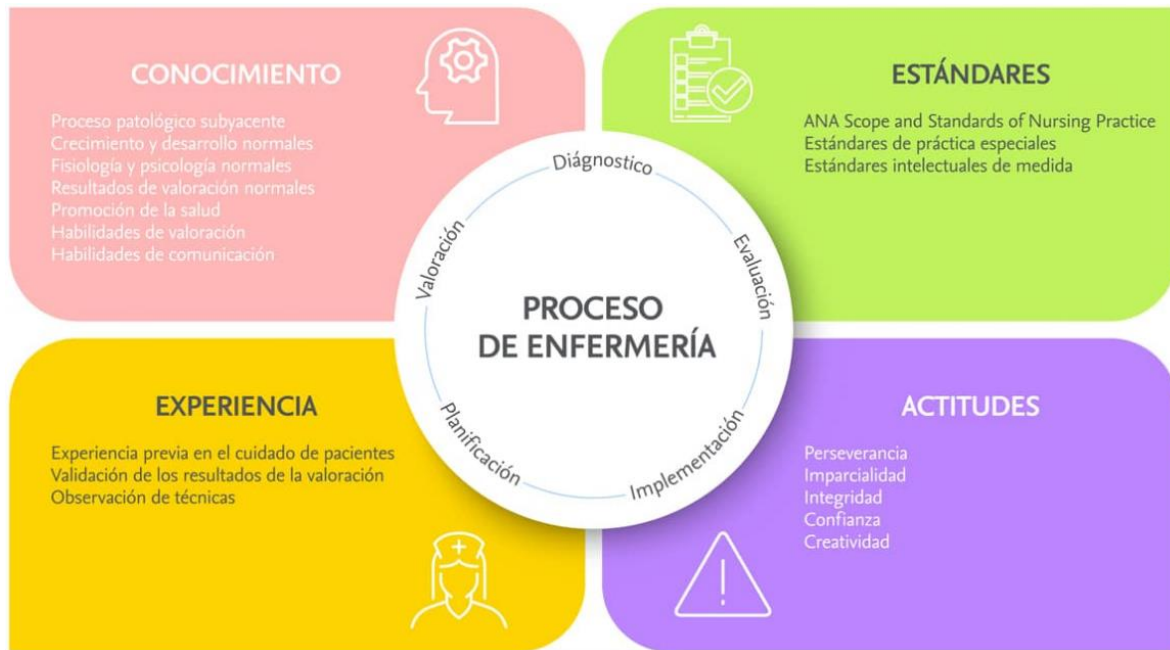 CONOCIMIENTO
Proceso patológico subyacente
Crecimiento y desarrollo normales
Fisiología y psicología normales
Resultados de valoración normales
Promoción de la salud
Habilidades de valoración
Habilidades de comunicación
ESTÁNDARES
ANA Scope and Standards of Nursing Practice
Estándares de práctica especiales
Estándares intelectuales de medida
Diágnostico
Valoración
Evaluación
PROCESO
DE ENFERMERÍA
Planificación
Implementación
EXPERIENCIA
Experiencia previa en el cuidado de pacientes
Validación de los resultados de la valoración
Observación de técnicas
ACTITUDES
Perseverancia
Imparcialidad
Integridad
Confianza
Creatividad